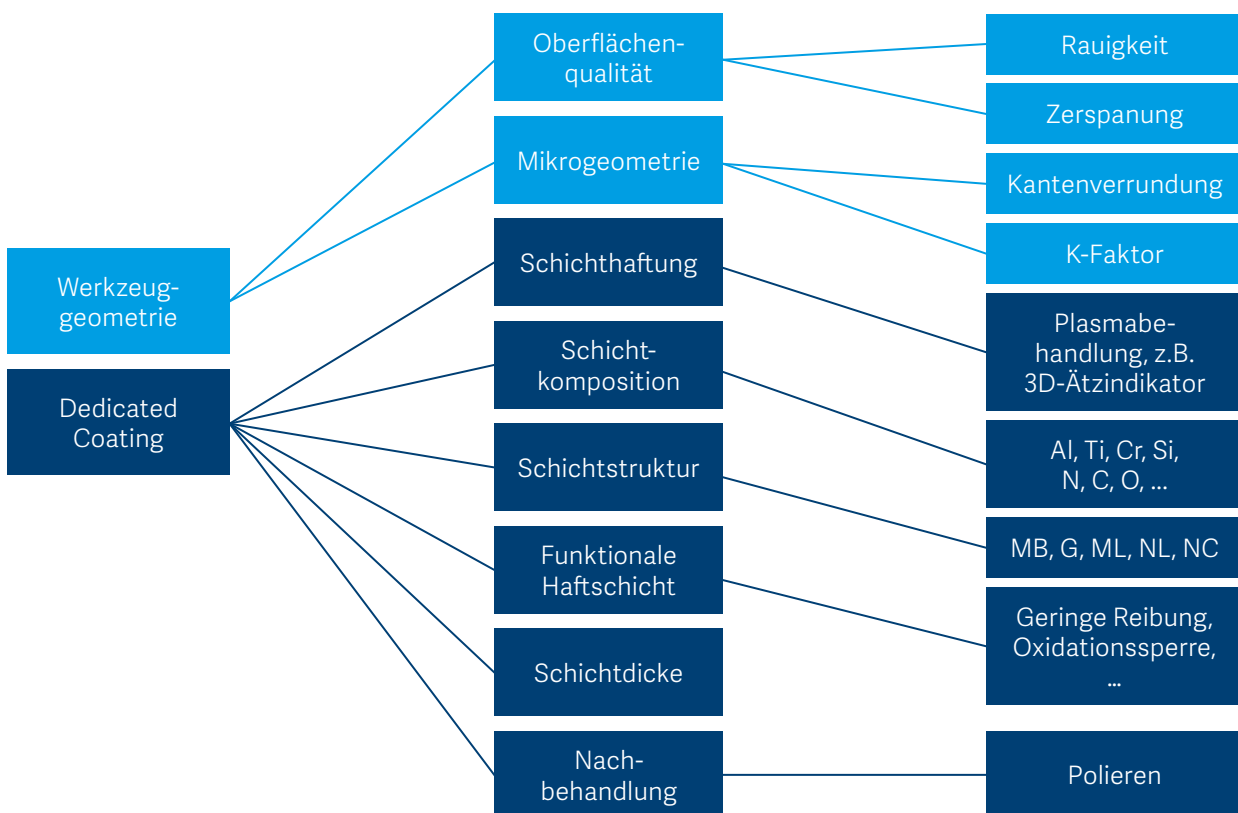 Werkzeug-
geometrie
Dedicated
Coating
Oberflächen-
qualität
Mikrogeometrie
Schichthaftung
Schicht-
komposition
Schichtstruktur
Funktionale
Haftschicht
Schichtdicke
Nach-
behandlung
Rauigkeit
Zerspanung
Kantenverrundung
K-Faktor
Plasmabe-
handlung, z.B.
3D-Ätzindikator
Al, Ti, Cr, Si,
N, C, O, ...
MB, G, ML, NL, NC
Geringe Reibung,
Oxidationssperre,
...
Polieren